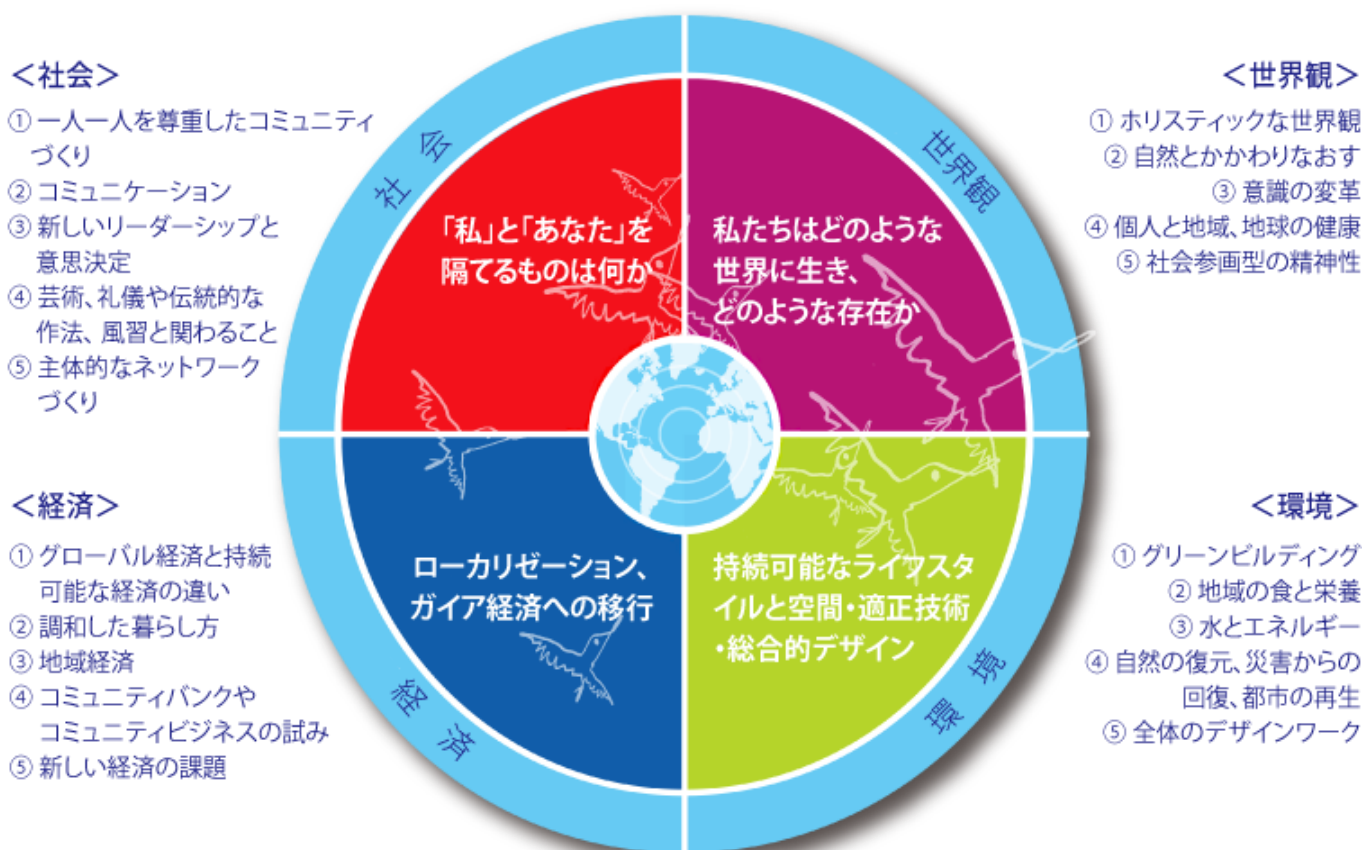 <社会>
① 一人一人を尊重したコミュニティ
づくり
② コミュニケーション
③ 新しいリーダーシップと
意思決定
④ 芸術、礼儀や伝統的な
作法、風習と関わること
⑤ 主体的なネットワーク
づくり
<世界観>
① ホリスティックな世界観
② 自然とかかわりなおす
③ 意識の変革
④ 個人と地域、地球の健康
⑤ 社会参画型の精神性
社会
「私」と「あなた」を
隔てるものは何か
世界観
私たちはどのような
世界に生き、
どのような存在か
<経済>
① グローバル経済と持続
可能な経済の違い
② 調和した暮らし方
③ 地域経済
④ コミュニティバンクや
コミュニティビジネスの試み
⑤ 新しい経済の課題
経済
ローカリゼーション、
ガイア経済への移行
持続可能なライフスタ
イルと空間・適正技術
・総合的デザイン
環境
<環境>
① グリーンビルディング
② 地域の食と栄養
③ 水とエネルギー
④ 自然の復元、災害からの
回復、都市の再生
⑤ 全体のデザインワーク